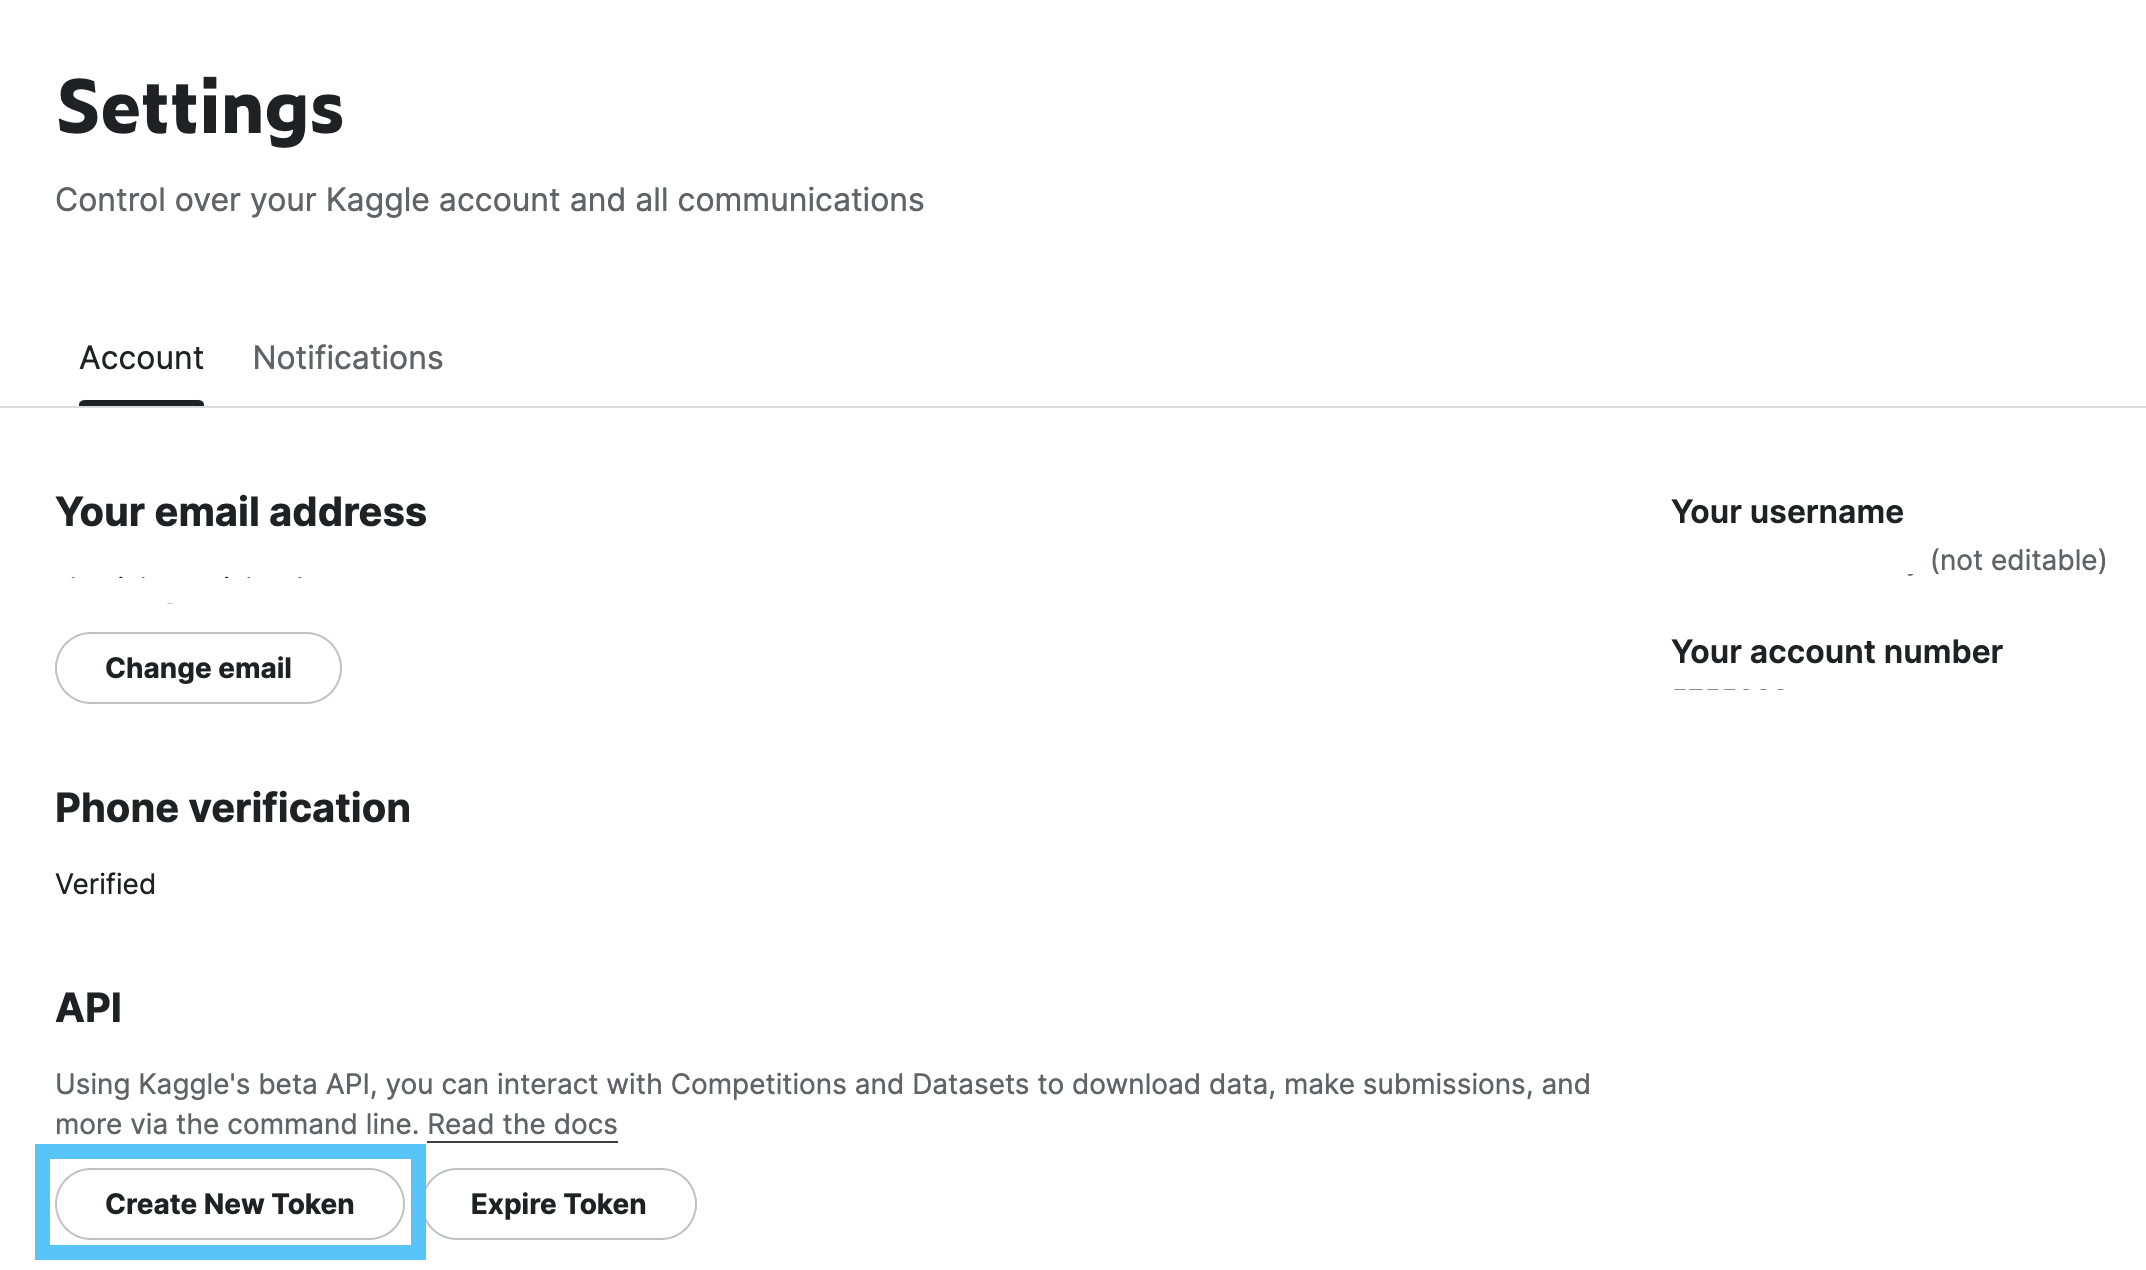 Settings
Control over your Kaggle account and all communications
Account Notifications
Your email address
Change email
Your username
(not editable)
Your account number
Phone verification
Verified
API
Using Kaggle's beta API, you can interact with Competitions and Datasets to download data, make submissions, and
more via the command line. Read the docs
Create New Token Expire Token